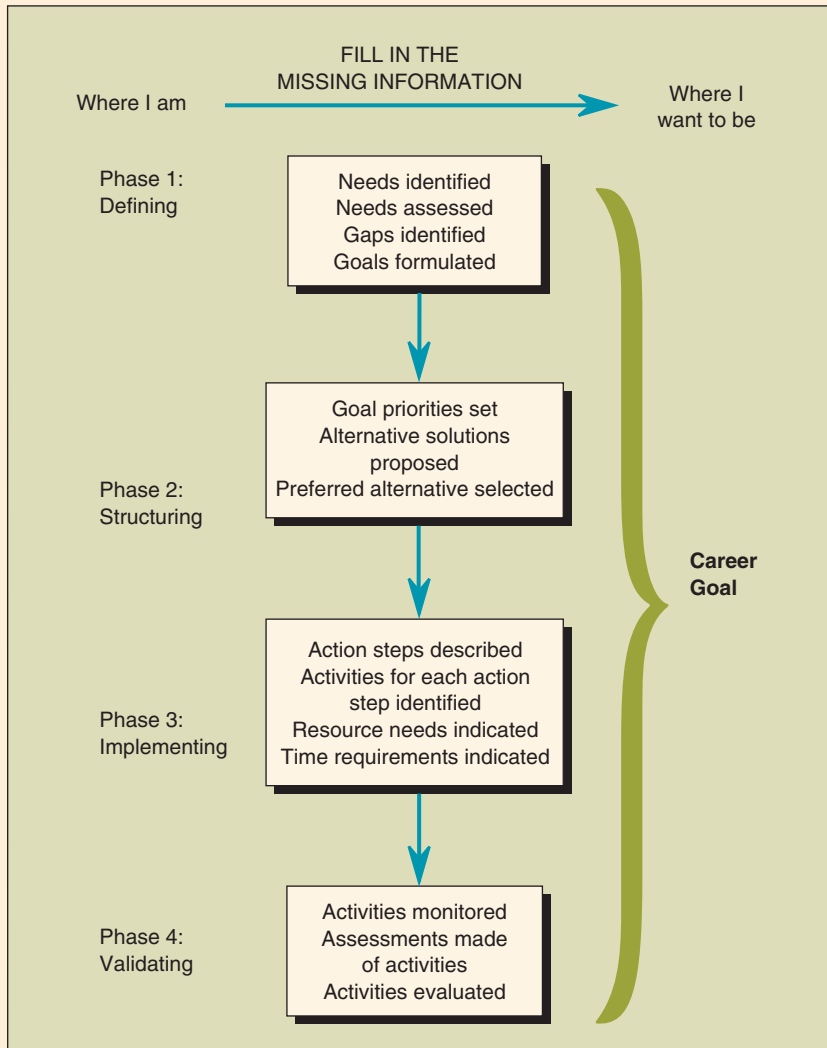 FILL IN THE
MISSING INFORMATION
Where I am
Where I
want to be
Phase 1:
Defining
Needs identified
Needs assessed
Gaps identified
Goals formulated
Phase 2:
Structuring
Goal priorities set
Alternative solutions
proposed
Preferred alternative selected
Career
Goal
Phase 3:
Implementing
Action steps described
Activities for each action
step identified
Resource needs indicated
Time requirements indicated
Phase 4:
Validating
Activities monitored
Assessments made
of activities
Activities evaluated